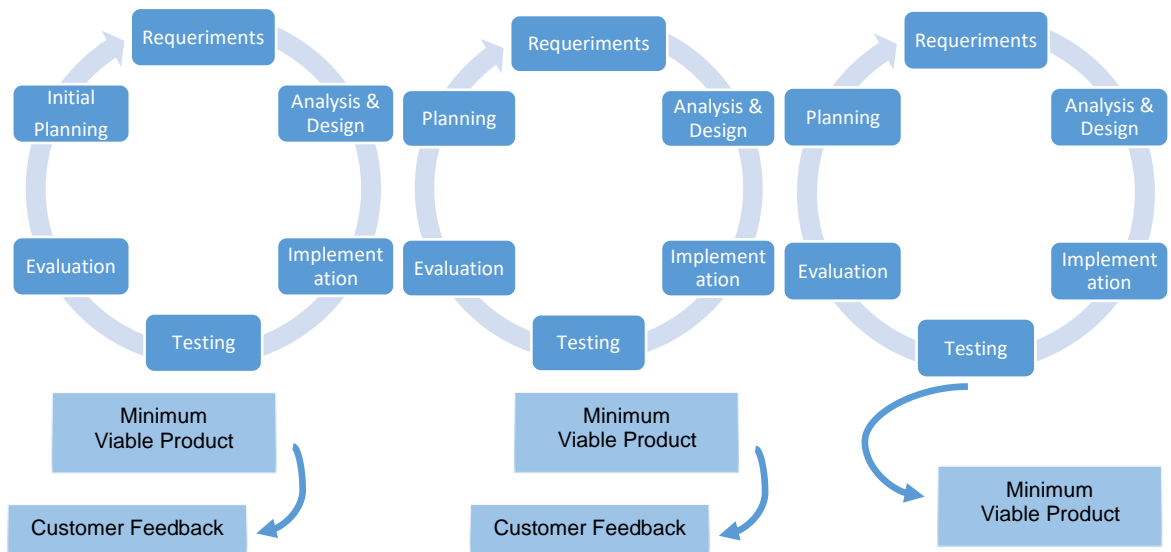 Requeriments
Initial
Planning
Analysis &
Design
Evaluation
Implement
ation
Testing
Minimum
Viable Product
Customer Feedback
Requeriments
Planning
Analysis &
Design
Evaluation
Implement
ation
Testing
Minimum
Viable Product
Customer Feedback
Requeriments
Planning
Analysis &
Design
Evaluation
Implement
ation
Testing
Minimum
Viable Product